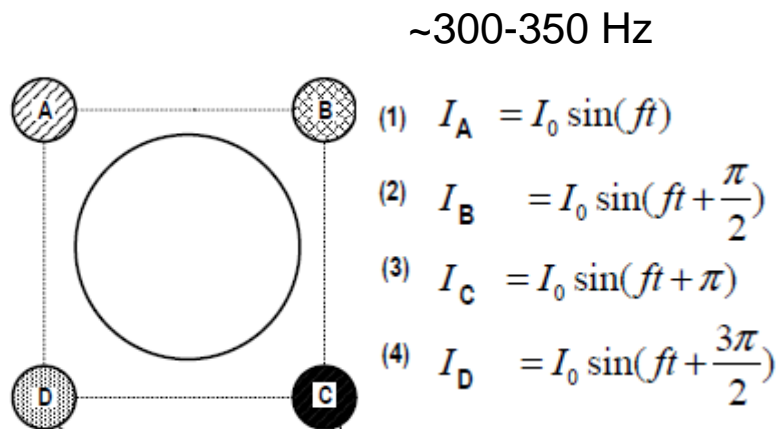 ~300-350 Hz
A
B
(1) I_A = I_0 sin(ft)
(2) I_B = I_0 sin(ft + π/2)
(3) I_C = I_0 sin(ft + π)
(4) I_D = I_0 sin(ft + 3π/2)
D
C